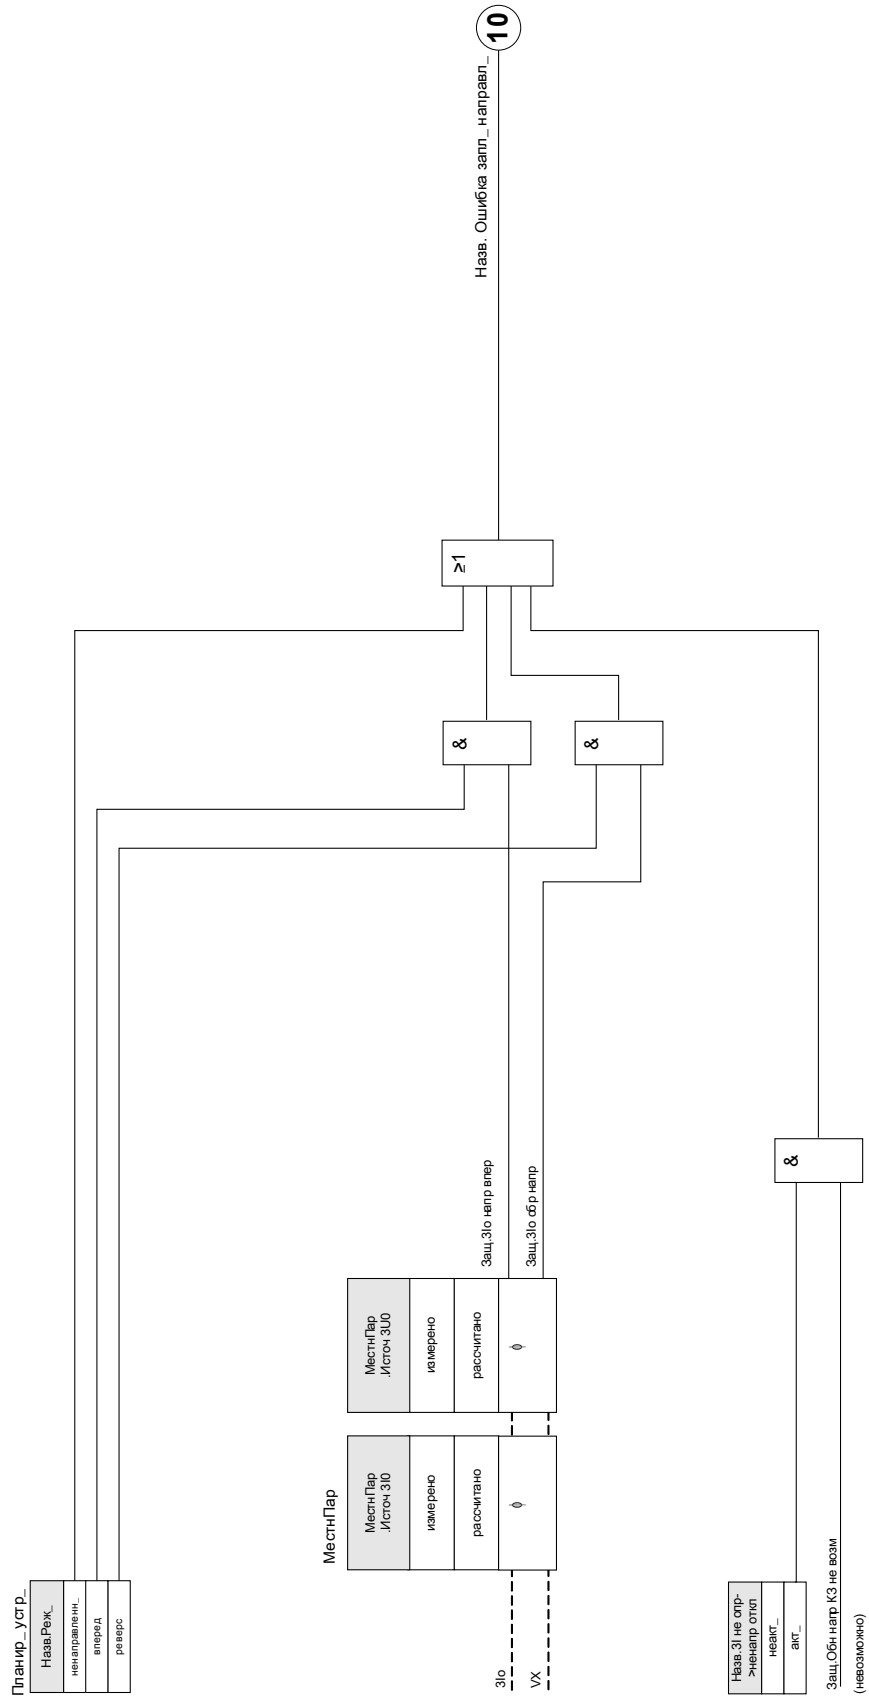 Планир_ устр_
Назв.Реж_
ненаправленн_
вперед
реверс
МестнПар
МестнПар
.Источ 3I0
измерено
рассчитано
ϕ
МестнПар
.Источ 3U0
измерено
рассчитано
ϕ
3Io
VX
Защ.3Io напр впер
Защ.3Io обр напр
Назв.3I не опр-
>ненапр откл
неакт_
акт_
Защ.Обн напр КЗ не возм
(невозможно)
&
&
&
≥1
Назв. Ошибка запл_ направл_
10